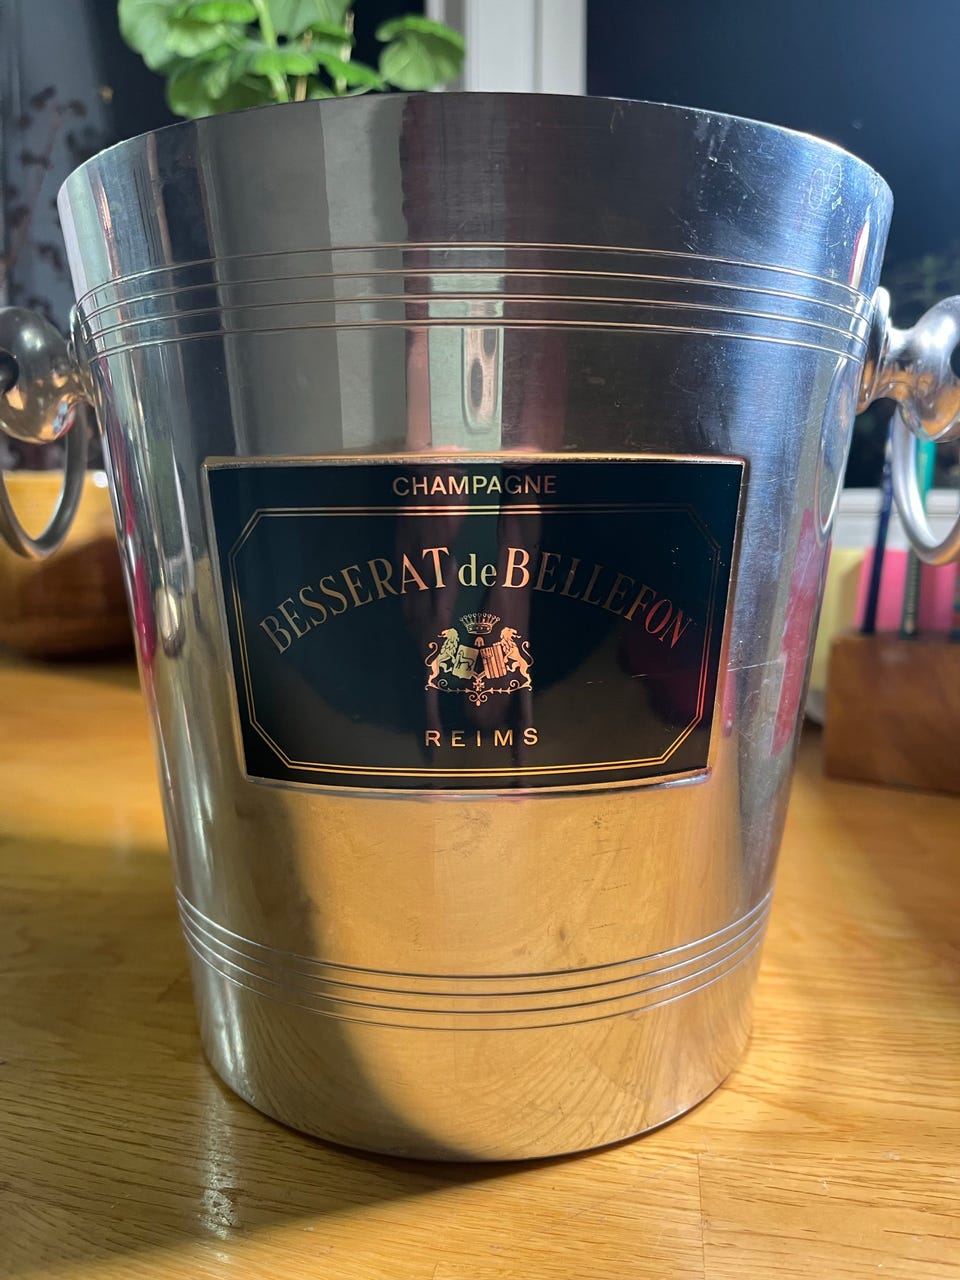 CHAMPAGNE
BESSERAT de BELLEFON
REIMS